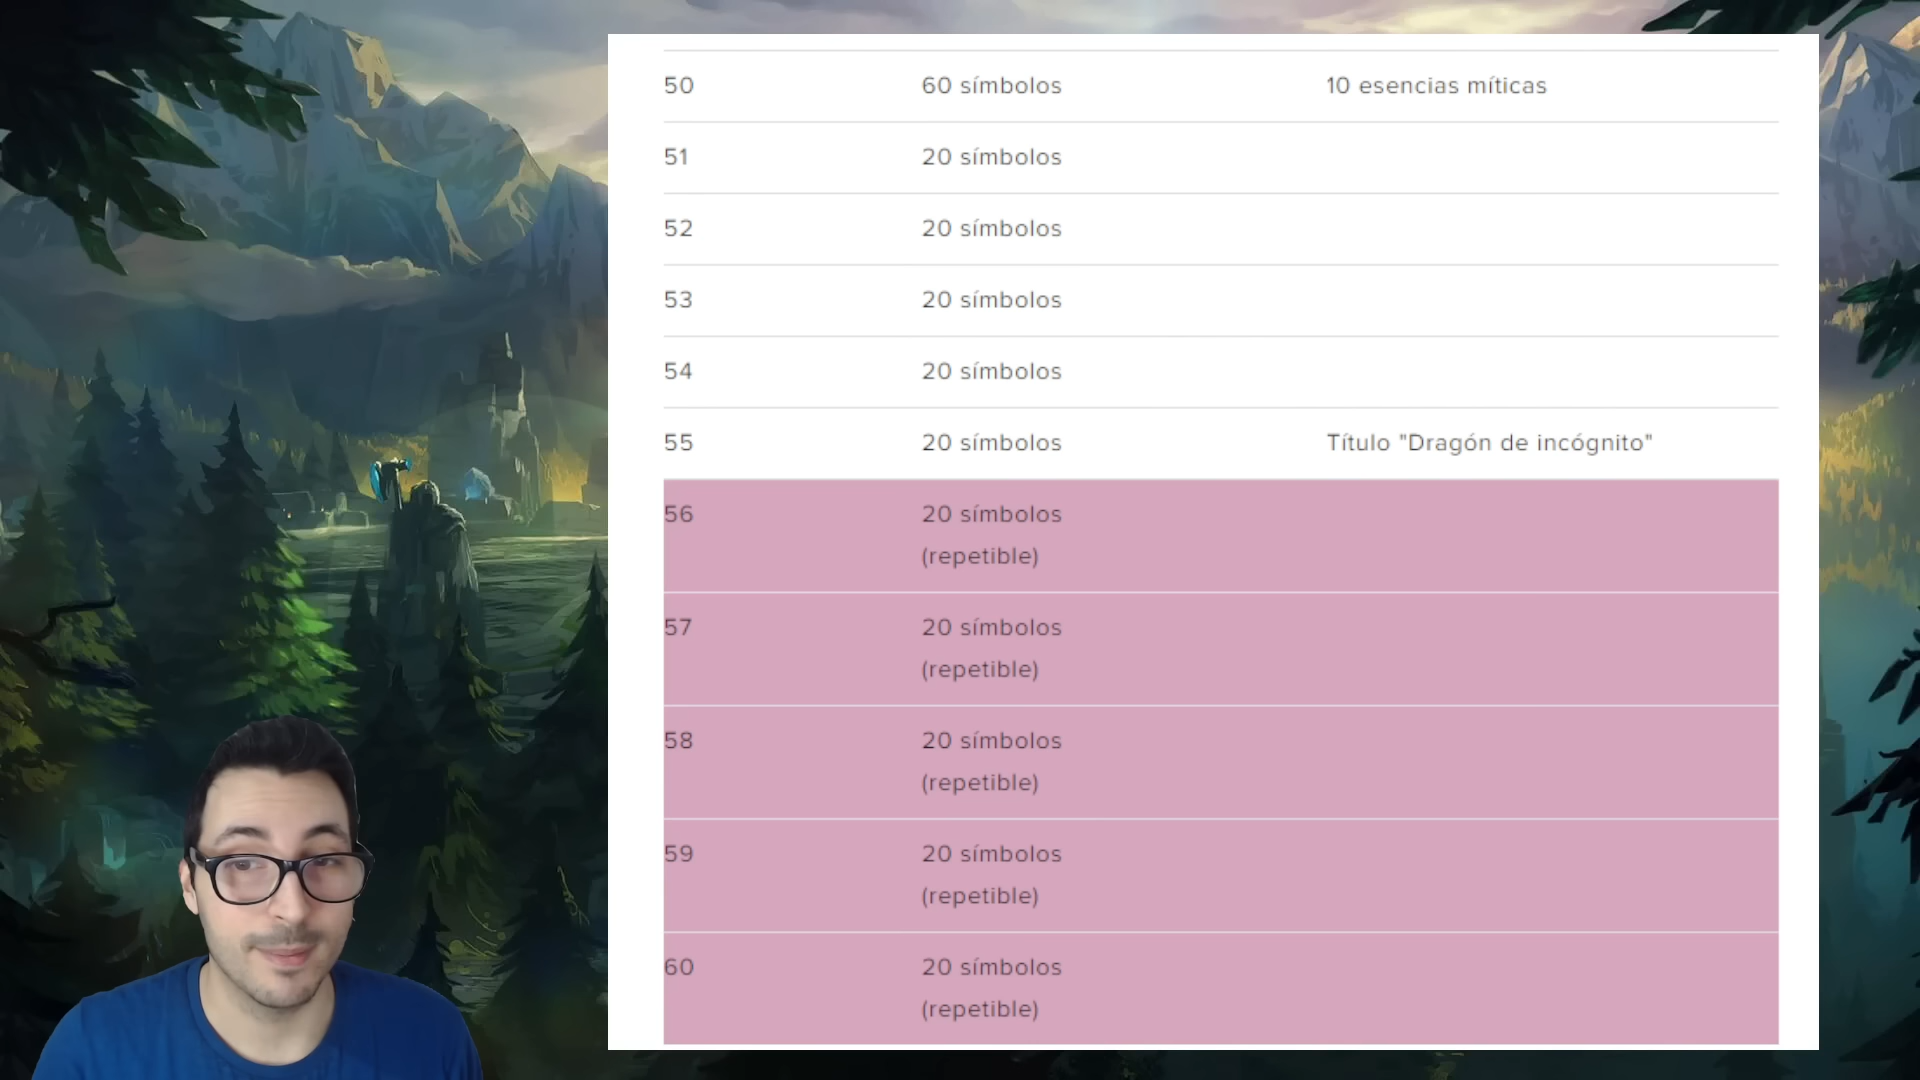 50 60 símbolos 10 esencias míticas
51 20 símbolos
52 20 símbolos
53 20 símbolos
54 20 símbolos
55 20 símbolos Título "Dragón de incógnito"
56 20 símbolos
(repetible)
57 20 símbolos
(repetible)
58 20 símbolos
(repetible)
59 20 símbolos
(repetible)
60 20 símbolos
(repetible)